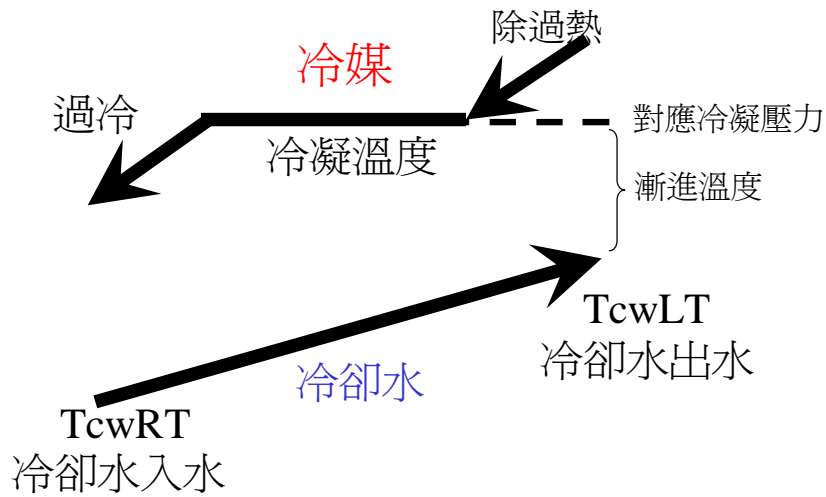 除過熱
冷媒
過冷
對應冷凝壓力
冷凝溫度
漸進溫度
TcwLT
冷卻水出水
冷卻水
TcwRT
冷卻水入水